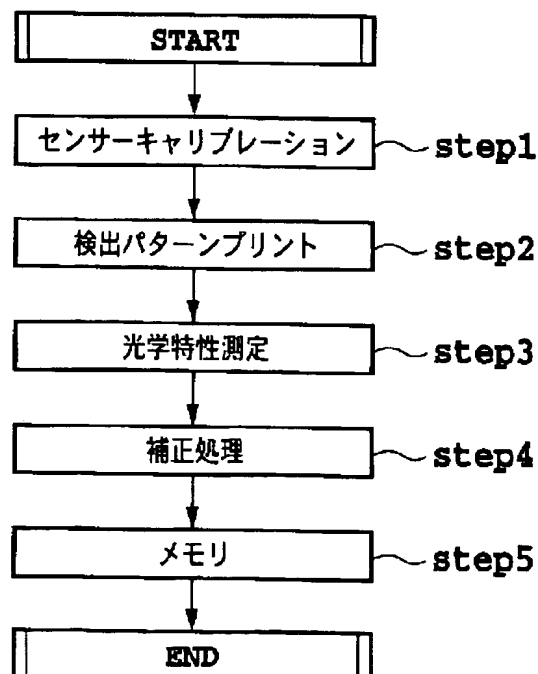 START
センサーキャリブレーション step1
検出パターンプリント step2
光学特性測定 step3
補正処理 step4
メモリ step5
END